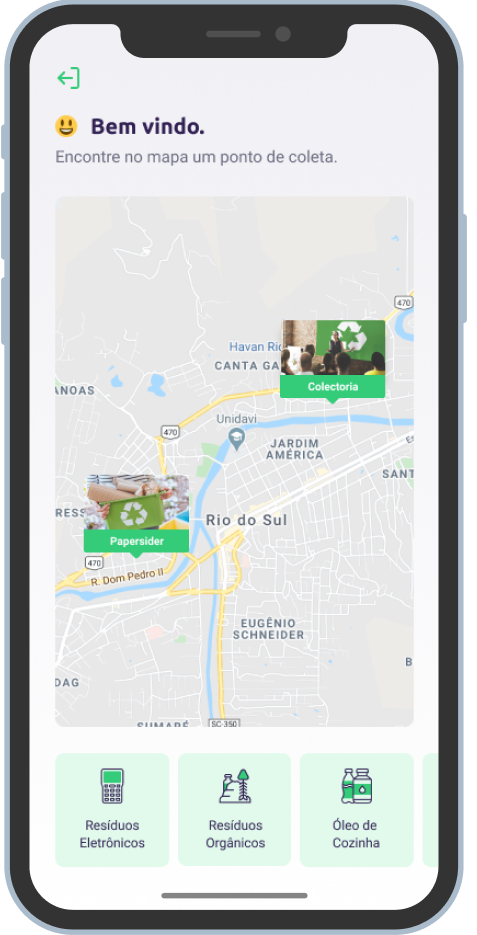 Bem vindo.
Encontre no mapa um ponto de coleta.
470
Havan Rio
CANTA GA
Colectoria
ANOAS
470
Unidavi
JARDIM
AMÉRICA
ES
SANT
RESS
Rio do Sul
Papersider
470
R. Dom Pedro II
EUGÊNIO
SCHNEIDER
B
DAG
SUMARÉ
SC 350
Resíduos
Eletrônicos
Resíduos
Orgânicos
Óleo de
Cozinha